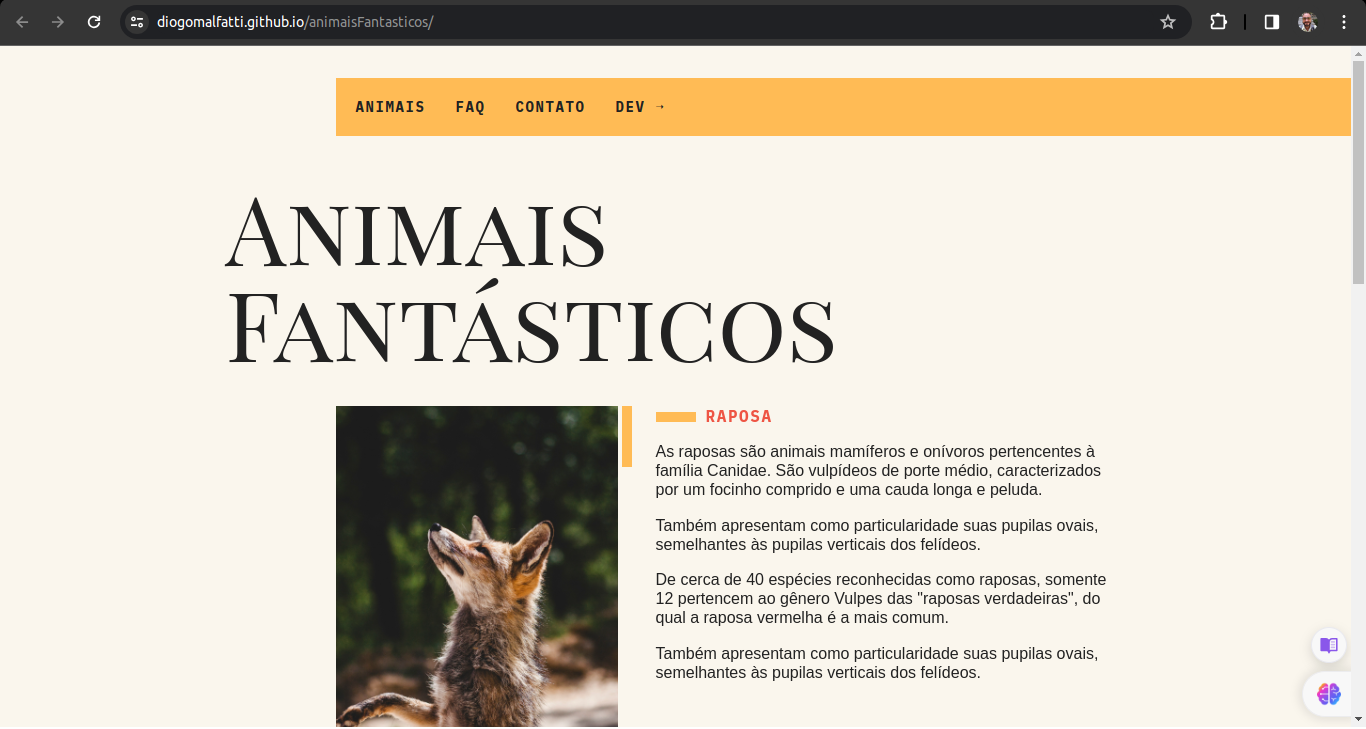 diogomalfatti.github.io/animaisFantasticos/
ANIMAIS FAQ CONTATO DEV →
ANIMAIS
FANTÁSTICOS
RAPOSA
As raposas são animais mamíferos e onívoros pertencentes à
família Canidae. São vulpídeos de porte médio, caracterizados
por um focinho comprido e uma cauda longa e peluda.
Também apresentam como particularidade suas pupilas ovais,
semelhantes às pupilas verticais dos felídeos.
De cerca de 40 espécies reconhecidas como raposas, somente
12 pertencem ao gênero Vulpes das "raposas verdadeiras", do
qual a raposa vermelha é a mais comum.
Também apresentam como particularidade suas pupilas ovais,
semelhantes às pupilas verticais dos felídeos.